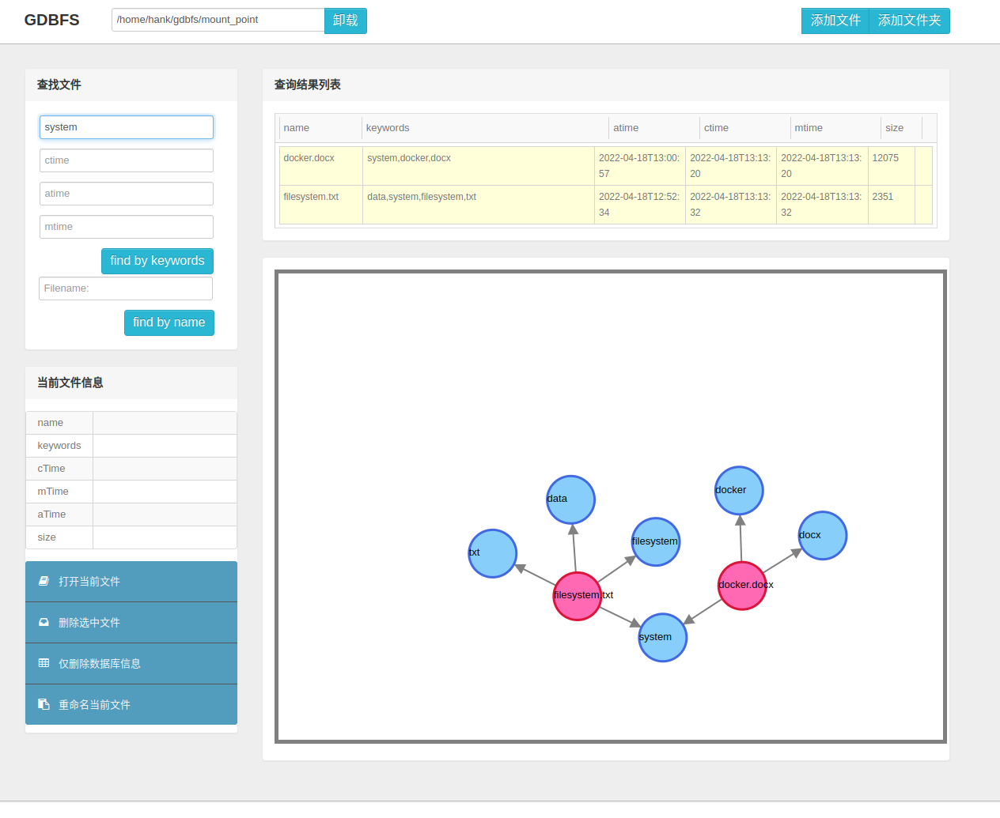 GDBFS
/home/hank/gdbfs/mount_point
卸载
添加文件
添加文件夹
查找文件
system
ctime
atime
mtime
find by keywords
Filename:
find by name
当前文件信息
name
keywords
cTime
mTime
aTime
size
打开当前文件
删除选中文件
仅删除数据库信息
重命名当前文件
查询结果列表
name keywords atime ctime mtime size
docker.docx system,docker,docx 2022-04-18T13:00:57 2022-04-18T13:13:20 2022-04-18T13:13:20 12075
filesystem.txt data,system,filesystem,txt 2022-04-18T12:52:34 2022-04-18T13:13:32 2022-04-18T13:13:32 2351
docker
data
docx
filesystem
txt
docker.docx
filesystem.txt
system